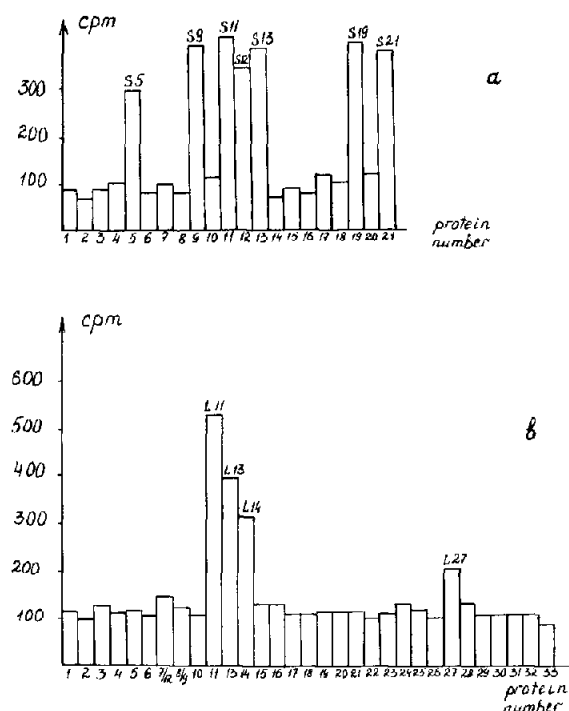 cpm
S11
S9
S12
S13
S19
S21
S5
a
300
200
100
1 2 3 4 5 6 7 8 9 10 11 12 13 14 15 16 17 18 19 20 21
protein
number
cpm
600
L11
500
b
L13
400
L14
300
L27
200
100
1 2 3 4 5 6 7/12 8/9 10 11 13 14 15 16 17 18 19 20 21 22 23 24 25 26 27 28 29 30 31 32 33
protein
number